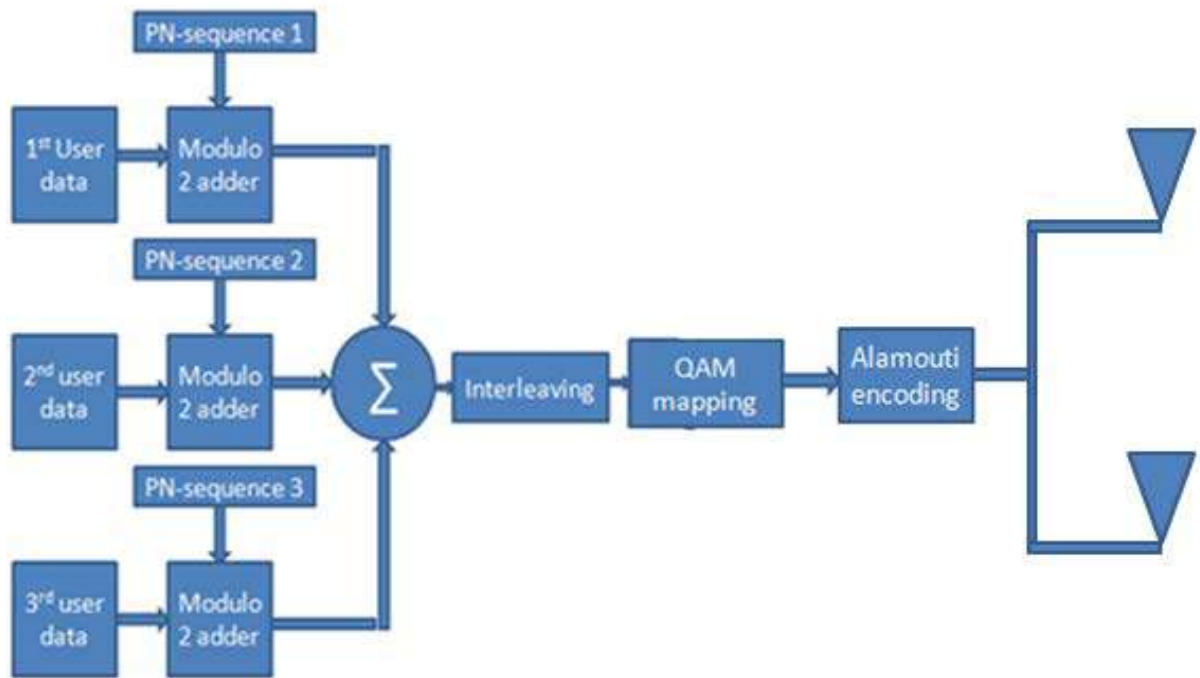 PN-sequence 1
1st User
data
Modulo
2 adder
PN-sequence 2
2nd user
data
Modulo
2 adder
Σ
Interleaving
QAM
mapping
Alamouti
encoding
PN-sequence 3
3rd user
data
Modulo
2 adder